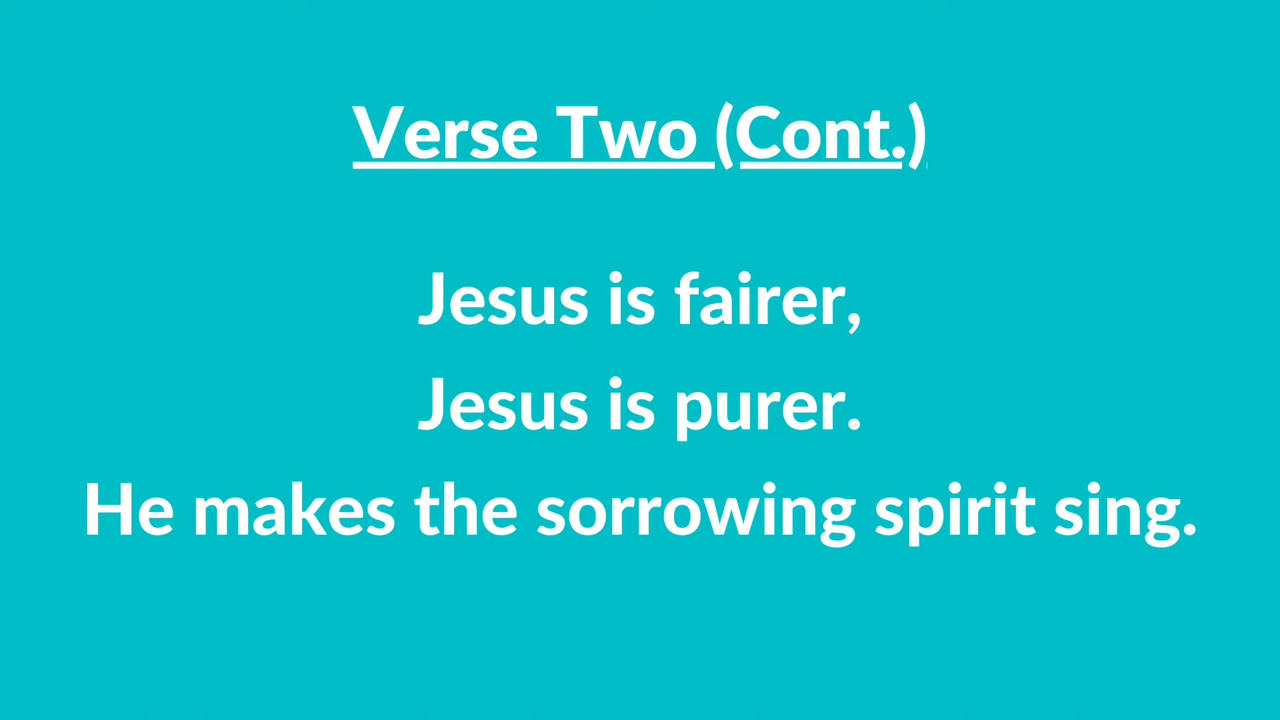 Verse Two (Cont.)
Jesus is fairer,
Jesus is purer.
He makes the sorrowing spirit sing.